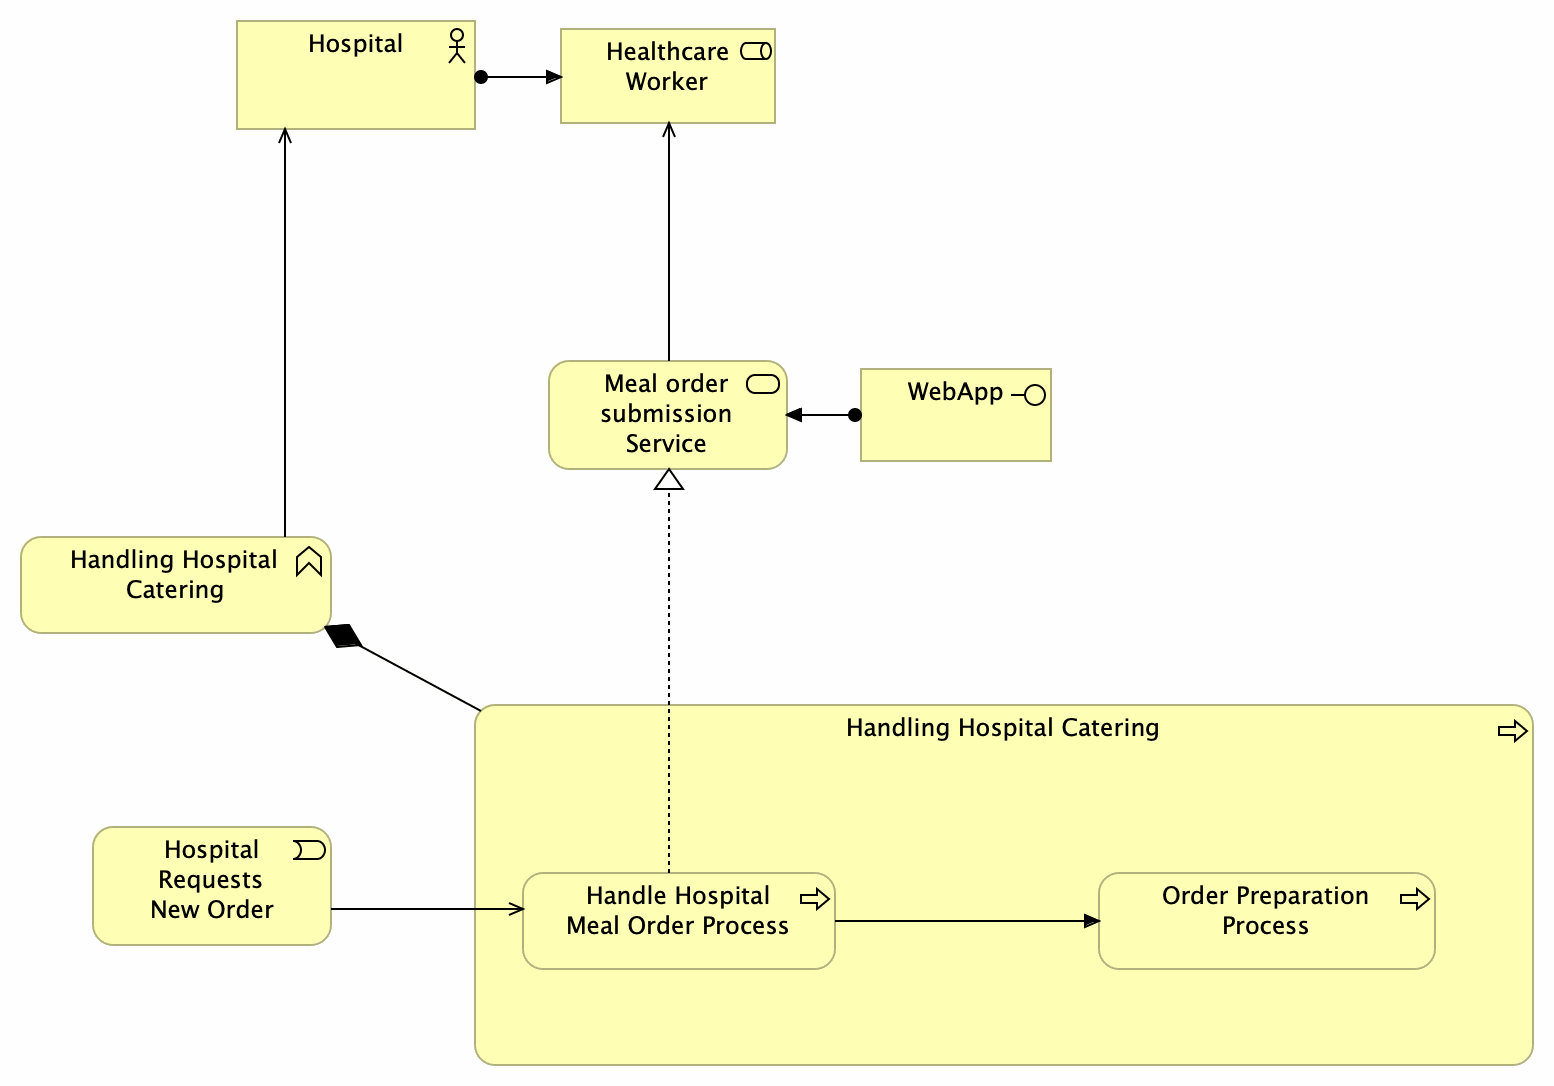 Hospital
Healthcare
Worker
Meal order
submission
Service
WebApp
Handling Hospital
Catering
Handling Hospital Catering
Hospital
Requests
New Order
Handle Hospital
Meal Order Process
Order Preparation
Process